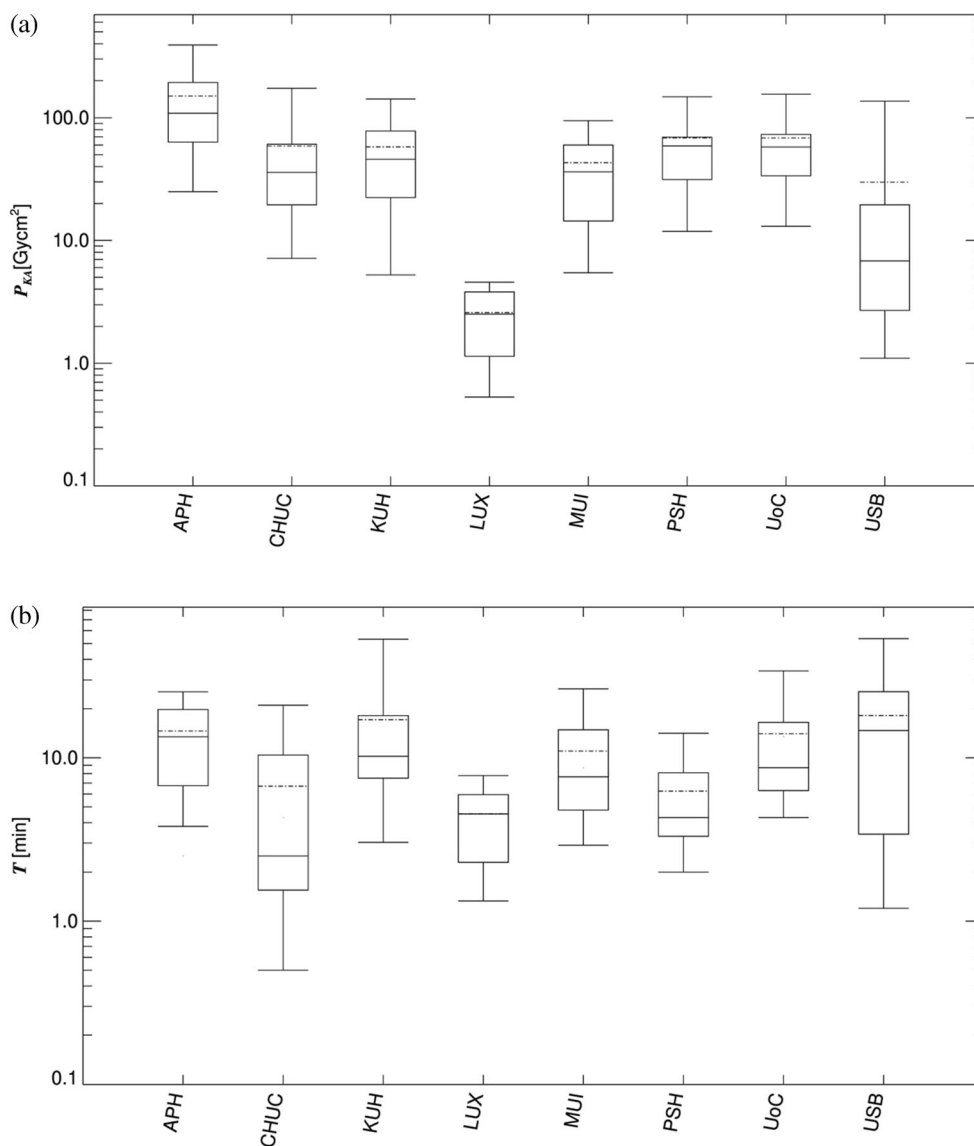 (a)
100.0
10.0
1.0
0.1
P_KA[Gycm²]
APH CHUC KUH LUX MUI PSH UoC USB
(b)
10.0
1.0
0.1
T [min]
APH CHUC KUH LUX MUI PSH UoC USB